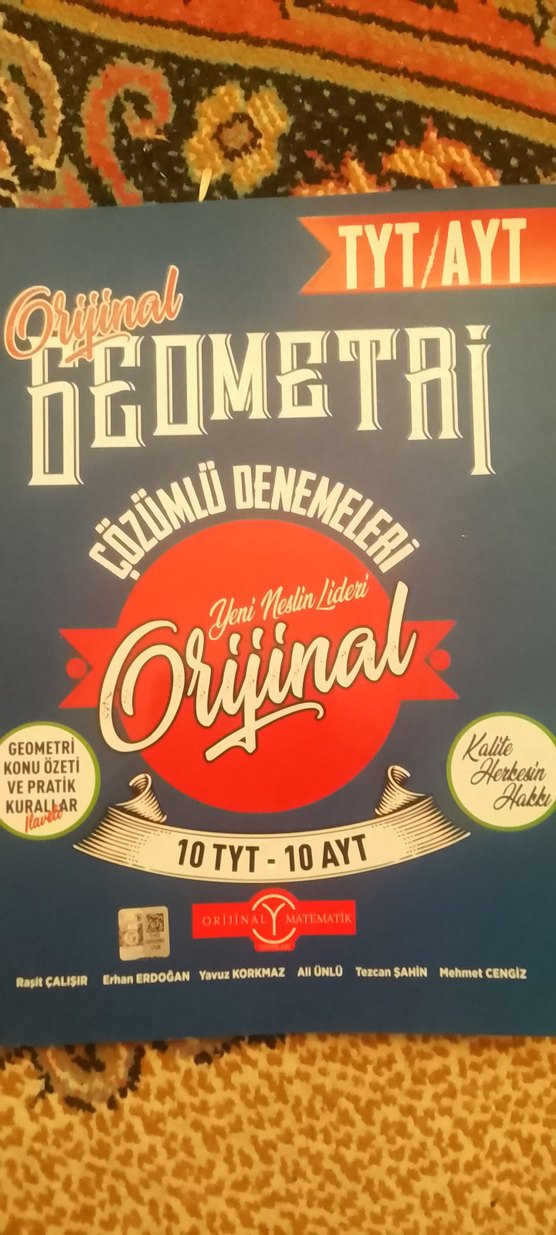 TYT/AYT
Orijinal
GEOMETRİ
ÇÖZÜMLÜ DENEMELERİ
Yeni Neslin Lideri
Orijinal
GEOMETRİ
KONU ÖZETİ
VE PRATİK
KURALLAR
İlaveli
Kalite
Herkesin
Hakkı
10 TYT - 10 AYT
ORİJİNAL MATEMATİK
Raşit ÇALIŞIR Erhan ERDOĞAN Yavuz KORKMAZ Ali ÜNLÜ Tezcan ŞAHİN Mehmet CENGİZ